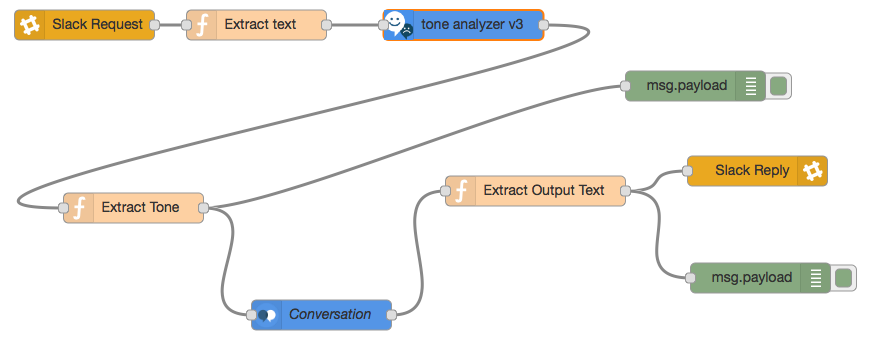 Slack Request
Extract text
tone analyzer v3
msg.payload
Slack Reply
Extract Output Text
Extract Tone
msg.payload
Conversation